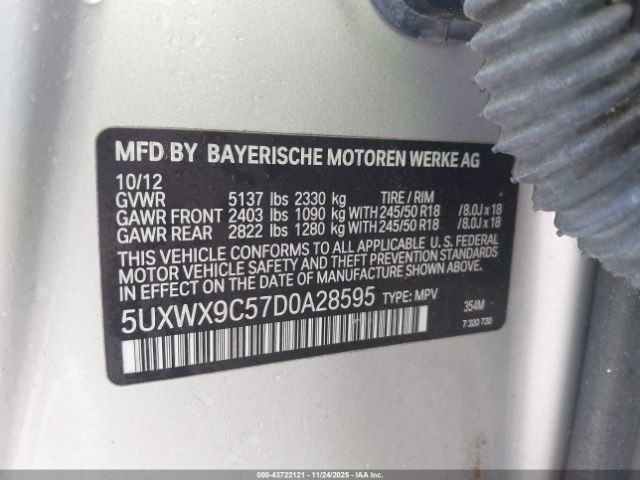 MFD BY BAYERISCHE MOTOREN WERKE AG
10/12
GVWR 5137 lbs 2330 kg TIRE / RIM
GAWR FRONT 2403 lbs 1090 kg WITH 245/50 R18 /8.0J x 18
GAWR REAR 2822 lbs 1280 kg WITH 245/50 R18 /8.0J x 18
THIS VEHICLE CONFORMS TO ALL APPLICABLE U.S. FEDERAL
MOTOR VEHICLE SAFETY AND THEFT PREVENTION STANDARDS
IN EFFECT ON THE DATE OF MANUFACTURE SHOWN ABOVE.
5UXWX9C57D0A28595 TYPE: MPV
354M
7 320 730
000-43722121 - 11/24/2025 - IAA Inc.